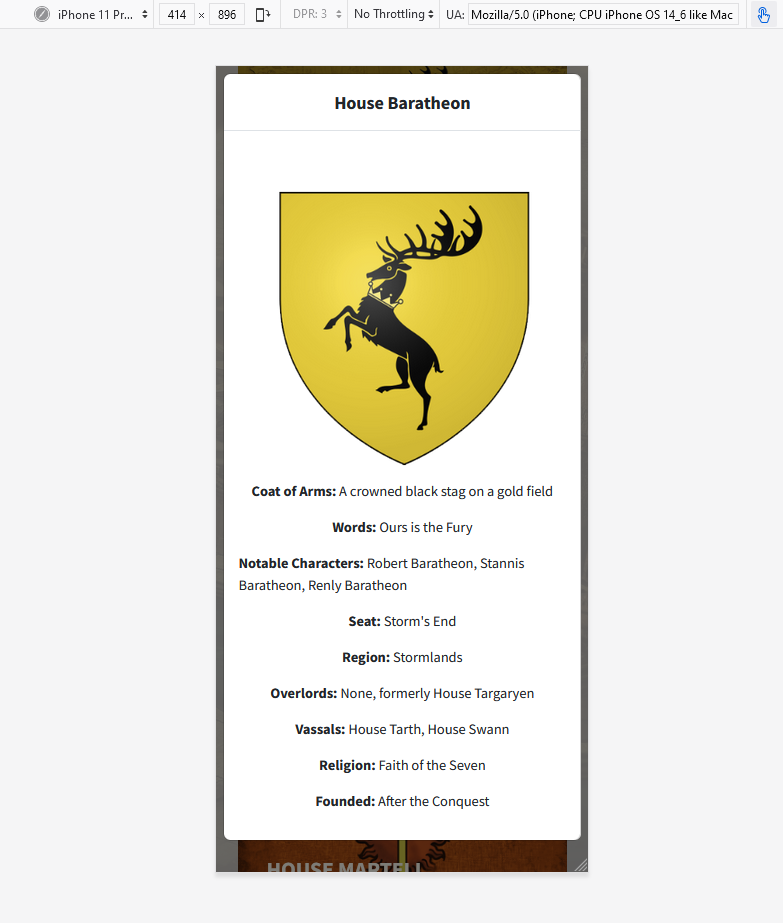 iPhone 11 Pr... 414 × 896 DPR: 3 No Throttling UA: Mozilla/5.0 (iPhone; CPU iPhone OS 14_6 like Mac
House Baratheon
Coat of Arms: A crowned black stag on a gold field
Words: Ours is the Fury
Notable Characters: Robert Baratheon, Stannis
Baratheon, Renly Baratheon
Seat: Storm's End
Region: Stormlands
Overlords: None, formerly House Targaryen
Vassals: House Tarth, House Swann
Religion: Faith of the Seven
Founded: After the Conquest
HOUSE MARTELL